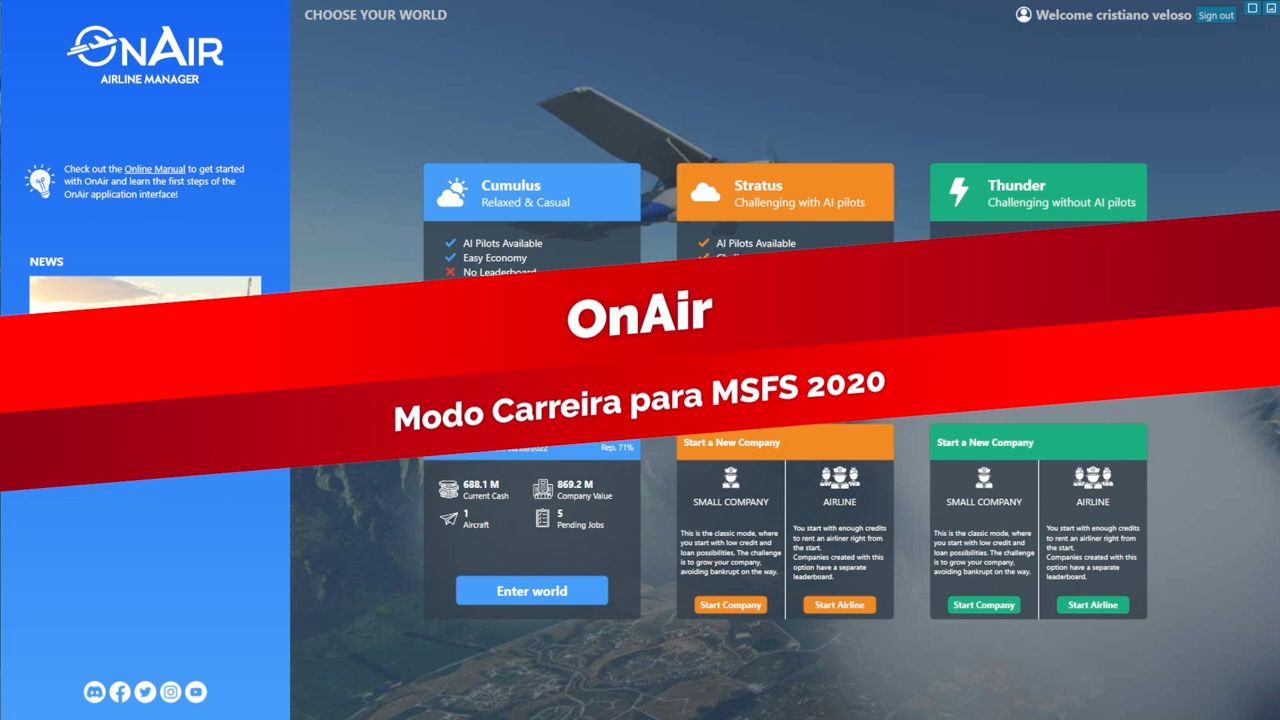 CHOOSE YOUR WORLD
Welcome cristiano veloso
Sign out
ONAIR
AIRLINE MANAGER
Check out the Online Manual to get started
with OnAir and learn the first steps of the
OnAir application interface!
NEWS
Cumulus
Relaxed & Casual
AI Pilots Available
Easy Economy
No Leaderboard
Stratus
Challenging with AI pilots
AI Pilots Available
Thunder
Challenging without AI pilots
OnAir
Modo Carreira para MSFS 2020
Rep. 71%
688.1 M
Current Cash
869.2 M
Company Value
1
Aircraft
5
Pending Jobs
Enter world
Start a New Company
SMALL COMPANY
This is the classic mode, where
you start with low credit and
loan possibilities. The challenge
is to grow your company,
avoiding bankrupt on the way.
Start Company
AIRLINE
You start with enough credits
to rent an airliner right from
the start.
Companies created with this
option have a separate
leaderboard.
Start Airline
Start a New Company
SMALL COMPANY
This is the classic mode, where
you start with low credit and
loan possibilities. The challenge
is to grow your company,
avoiding bankrupt on the way.
Start Company
AIRLINE
You start with enough credits
to rent an airliner right from
the start.
Companies created with this
option have a separate
leaderboard.
Start Airline